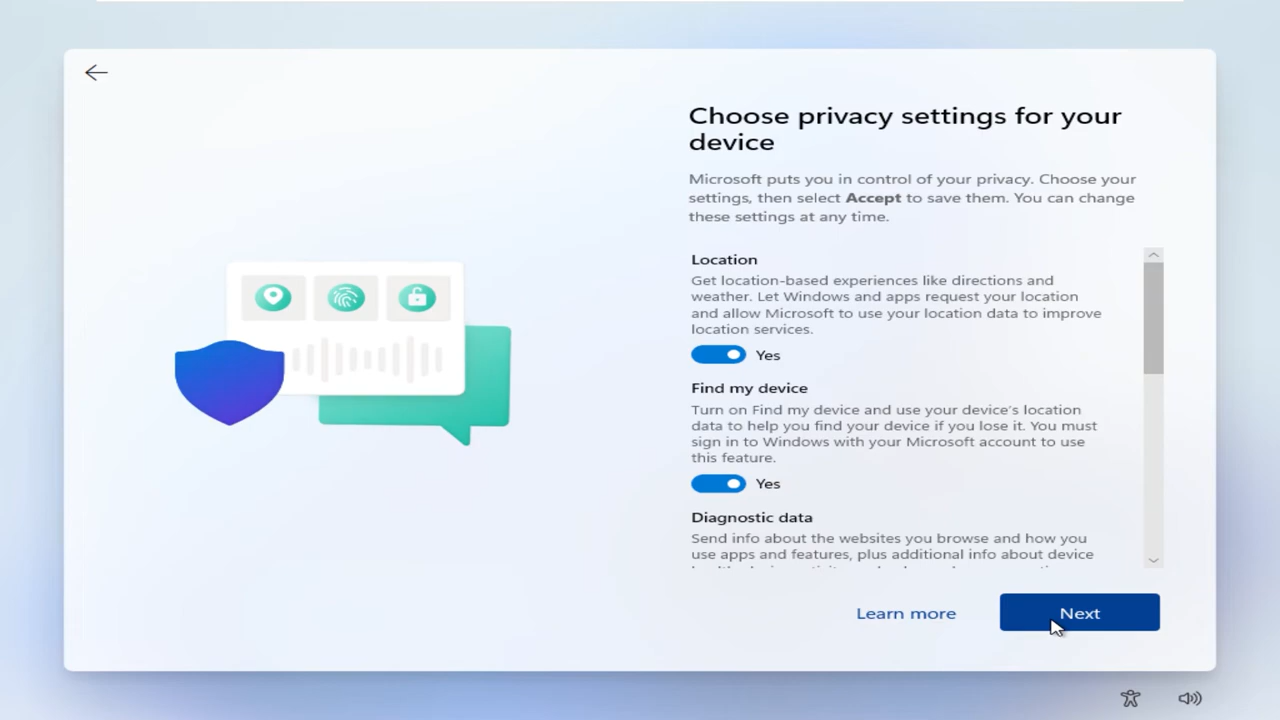 Choose privacy settings for your
device
Microsoft puts you in control of your privacy. Choose your
settings, then select Accept to save them. You can change
these settings at any time.
Location
Get location-based experiences like directions and
weather. Let Windows and apps request your location
and allow Microsoft to use your location data to improve
location services.
Yes
Find my device
Turn on Find my device and use your device's location
data to help you find your device if you lose it. You must
sign in to Windows with your Microsoft account to use
this feature.
Yes
Diagnostic data
Send info about the websites you browse and how you
use apps and features, plus additional info about device
Learn more
Next